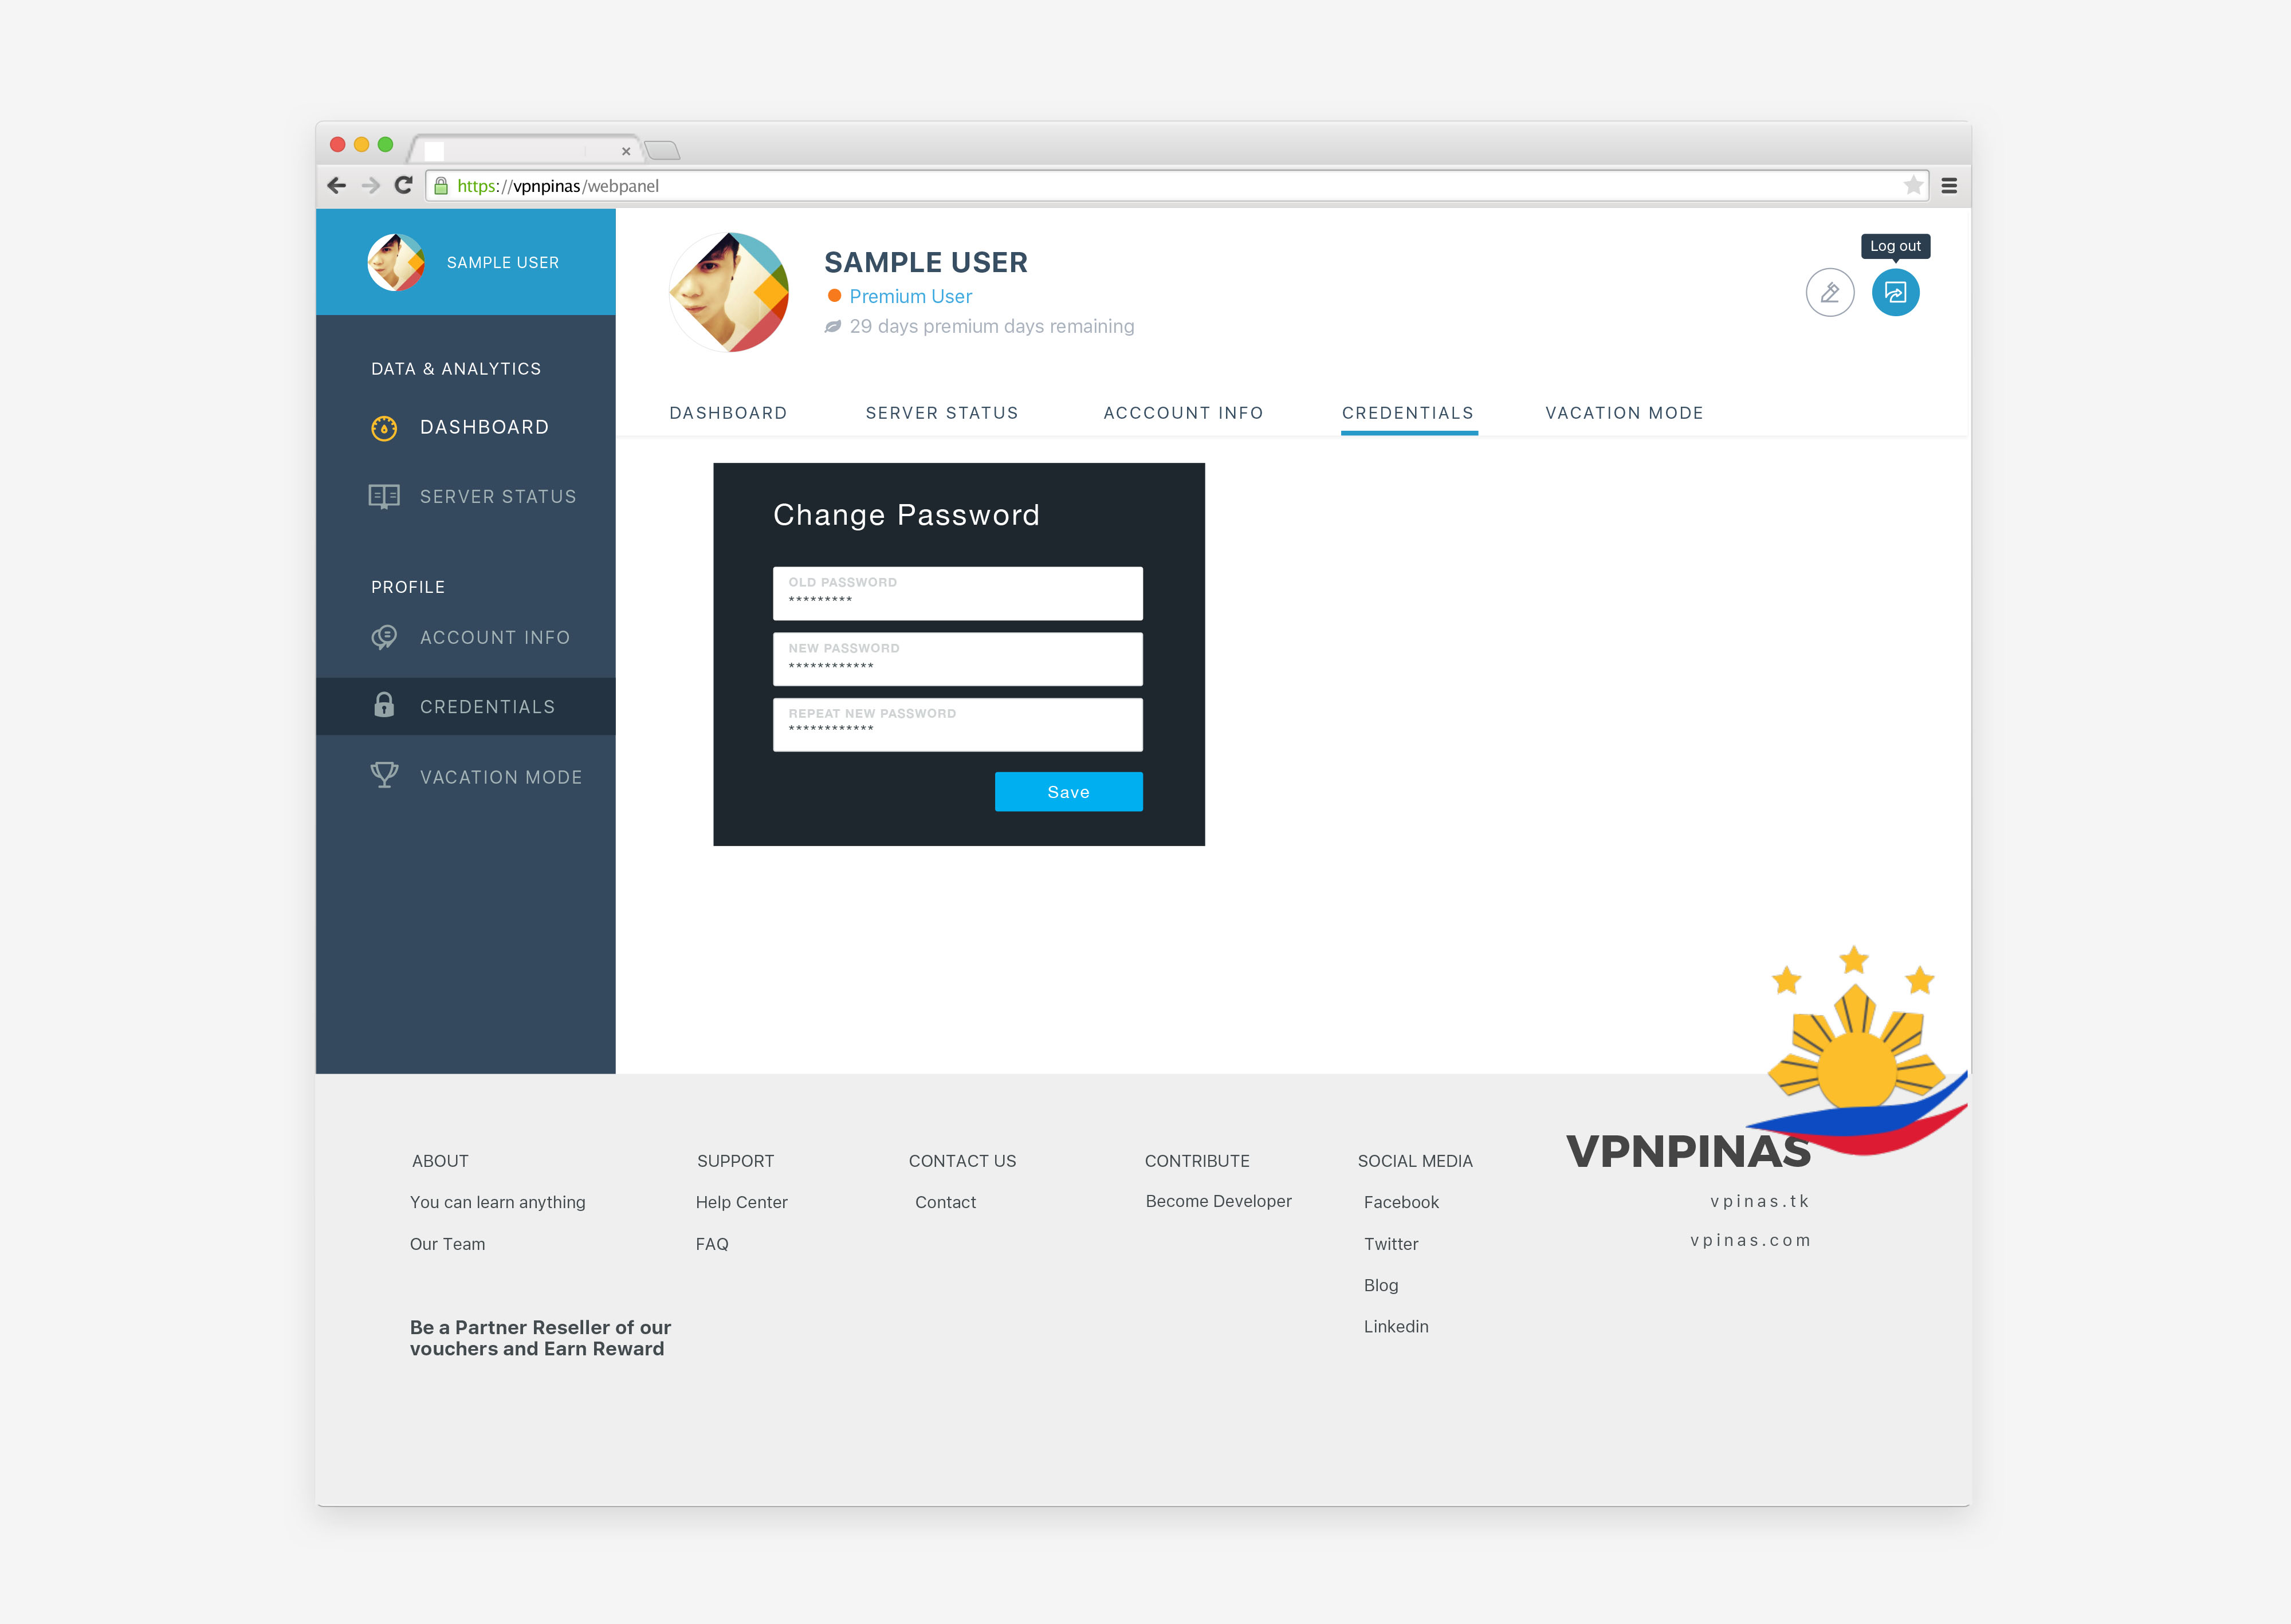 https://vpnpinas/webpanel
SAMPLE USER
DATA & ANALYTICS
DASHBOARD
SERVER STATUS
PROFILE
ACCOUNT INFO
CREDENTIALS
VACATION MODE
SAMPLE USER
Premium User
29 days premium days remaining
Log out
DASHBOARD SERVER STATUS ACCCOUNT INFO CREDENTIALS VACATION MODE
Change Password
OLD PASSWORD
*********
NEW PASSWORD
************
REPEAT NEW PASSWORD
************
Save
ABOUT
You can learn anything
Our Team
Be a Partner Reseller of our
vouchers and Earn Reward
SUPPORT
Help Center
FAQ
CONTACT US
Contact
CONTRIBUTE
Become Developer
SOCIAL MEDIA
Facebook
Twitter
Blog
Linkedin
VPNPINAS
vpinas.tk
vpinas.com